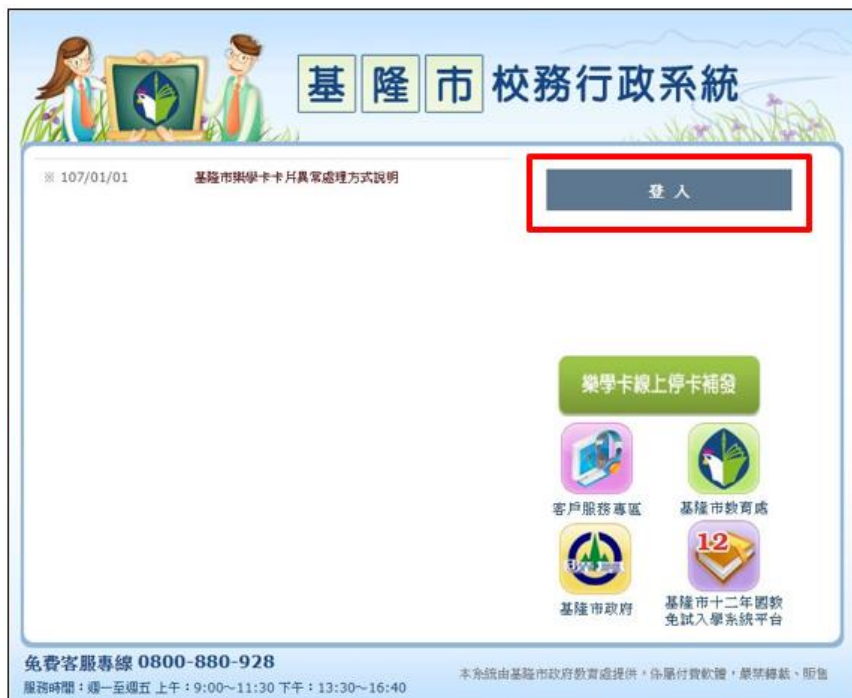 基隆市校務行政系統
※ 107/01/01 基隆市樂學卡卡片異常處理方式說明
登 入
樂學卡線上停卡補發
客戶服務專區
基隆市教育處
12
基隆市政府
基隆市十二年國教
免試入學系統平台
免費客服專線 0800-880-928
服務時間：週一至週五 上午：9:00～11:30 下午：13:30～16:40
本系統由基隆市政府教育處提供，係屬付費軟體，嚴禁轉載、販售